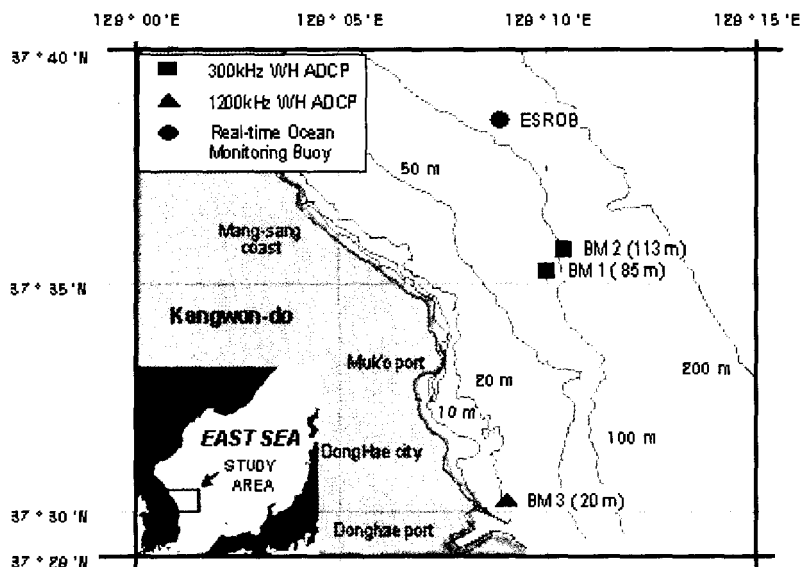 129° 00'E 129° 05'E 129° 10'E 129° 15'E
37° 40'N
300kHz WH ADCP
1200kHz WH ADCP
Real-time Ocean
Monitoring Buoy
ESROB
50 m
Mang-sang
coast
BM 2 (113 m)
BM 1 (85 m)
37° 35'N
Kangwon-do
Muk'o port
20 m
200 m
10 m
100 m
EAST SEA
STUDY
AREA
DongHae city
BM 3 (20 m)
37° 30'N
Donghae port
37° 29'N